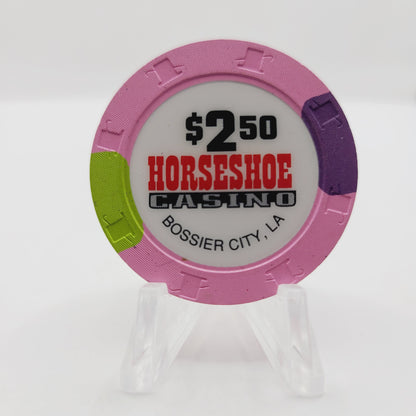 $2.50
HORSESHOE
CASINO
BOSSIER CITY, LA